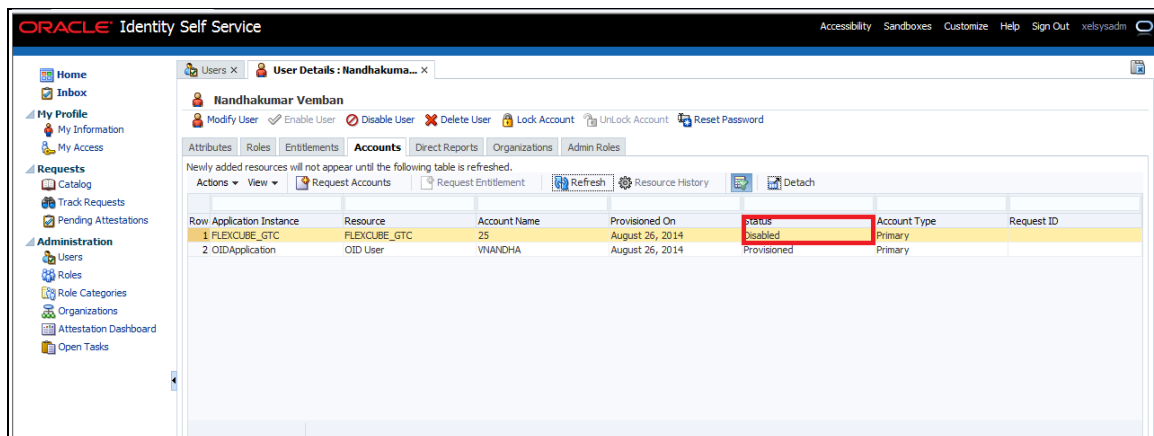 ORACLE Identity Self Service
Accessibility Sandboxes Customize Help Sign Out xelsysadm
Home
Inbox
My Profile
My Information
My Access
Requests
Catalog
Track Requests
Pending Attestations
Administration
Users
Roles
Role Categories
Organizations
Attestation Dashboard
Open Tasks
Users User Details : Nandhakuma...
Nandhakumar Vemban
Modify User Enable User Disable User Delete User Lock Account UnLock Account Reset Password
Attributes Roles Entitlements Accounts Direct Reports Organizations Admin Roles
Newly added resources will not appear until the following table is refreshed.
Actions View Request Accounts Request Entitlement Refresh Resource History Detach
Row Application Instance Resource Account Name Provisioned On Status Account Type Request ID
1 FLEXCUBE_GTC FLEXCUBE_GTC 25 August 26, 2014 Disabled Primary
2 OIDApplication OID User VNANDHA August 26, 2014 Provisioned Primary